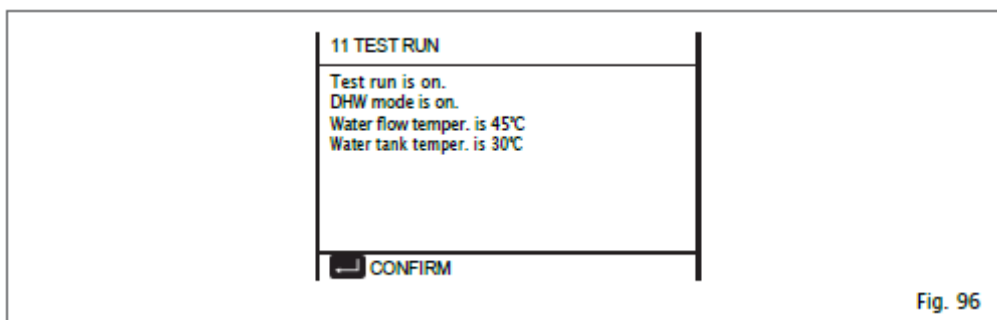 11 TEST RUN
Test run is on.
DHW mode is on.
Water flow temper. is 45°C
Water tank temper. is 30°C
CONFIRM
Fig. 96